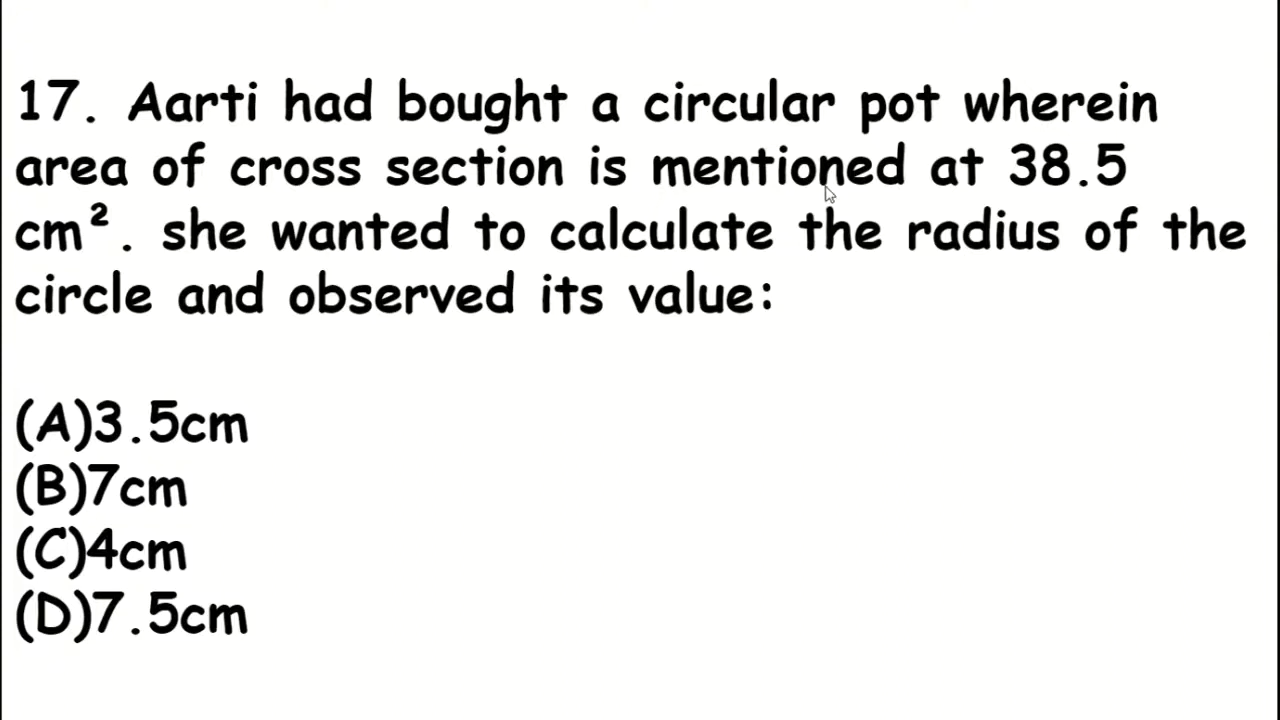 17. Aarti had bought a circular pot wherein
area of cross section is mentioned at 38.5
cm². she wanted to calculate the radius of the
circle and observed its value:
(A)3.5cm
(B)7cm
(C)4cm
(D)7.5cm